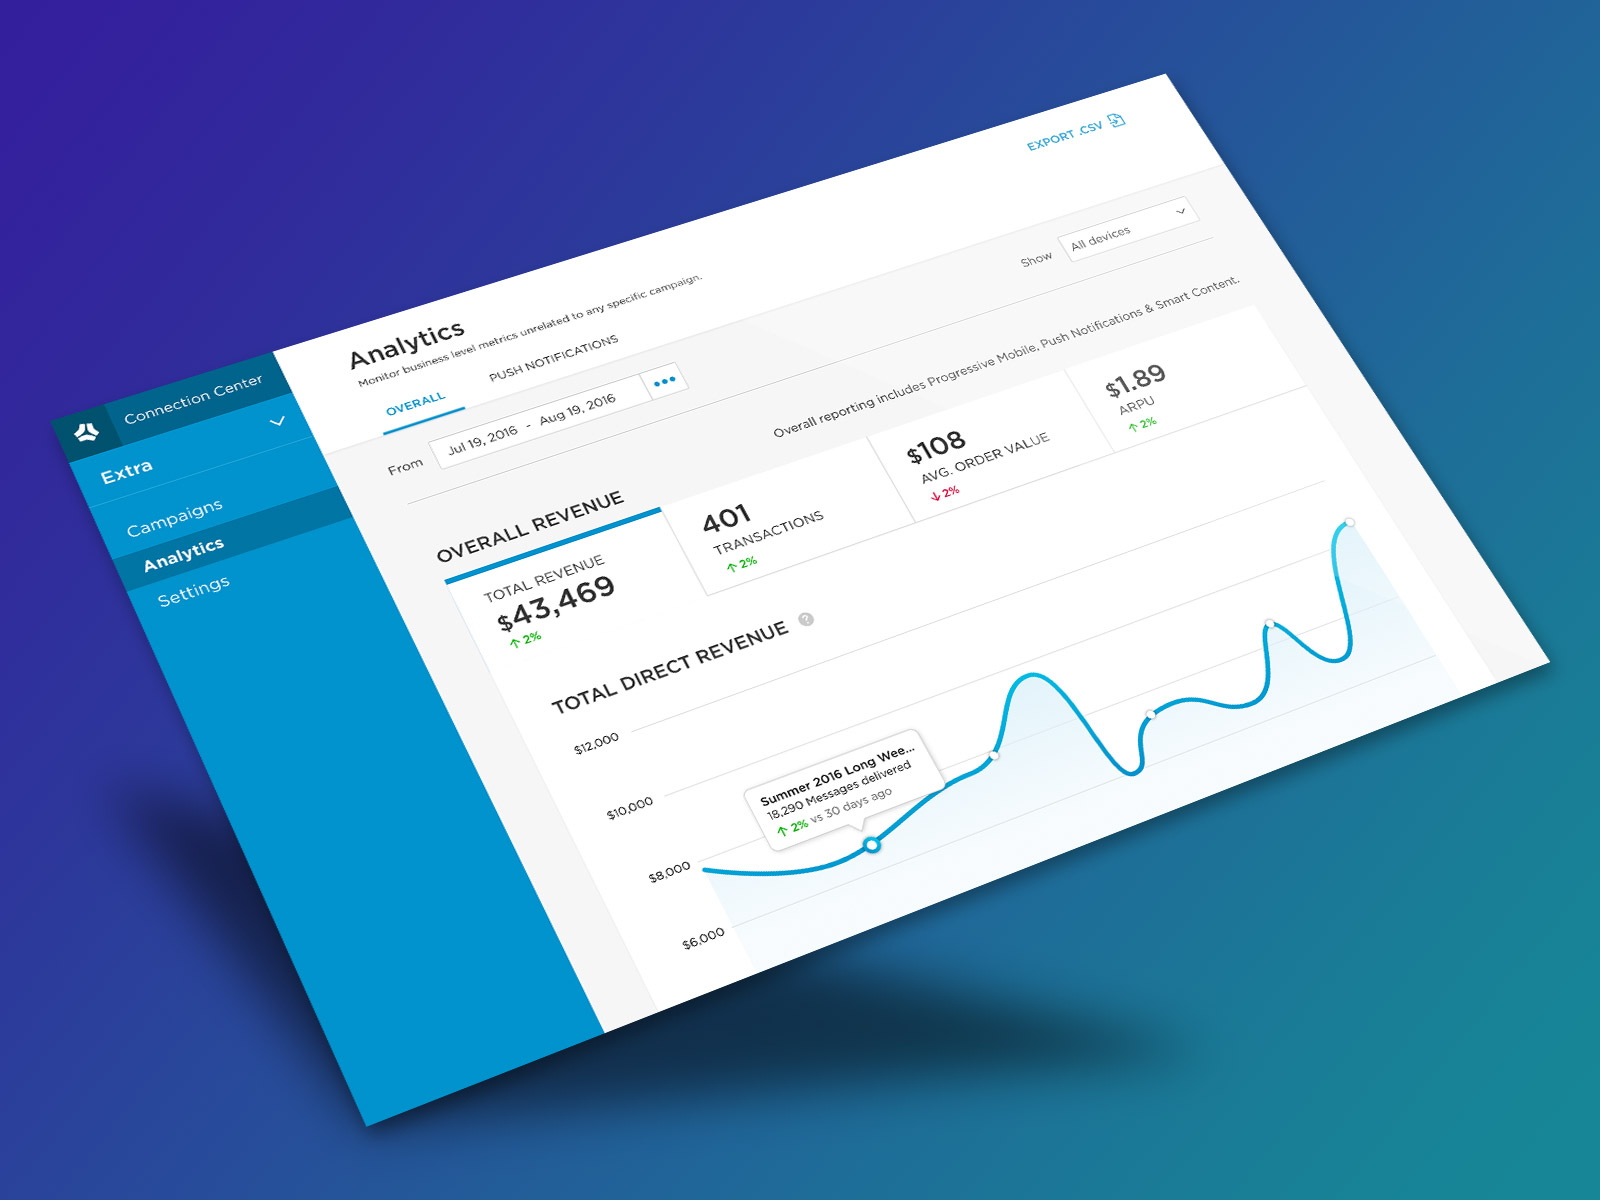 Connection Center
Extra
Campaigns
Analytics
Settings
EXPORT .CSV
Analytics
Monitor business level metrics unrelated to any specific campaign.
OVERALL
PUSH NOTIFICATIONS
From
Jul 19, 2016 - Aug 19, 2016
Show
All devices
Overall reporting includes Progressive Mobile, Push Notifications & Smart Content.
OVERALL REVENUE
TOTAL REVENUE
$43,469
2%
401
TRANSACTIONS
2%
$108
AVG. ORDER VALUE
2%
$1.89
ARPU
2%
TOTAL DIRECT REVENUE ?
$12,000
$10,000
$8,000
$6,000
Summer 2016 Long Wee...
18,290 Messages delivered
2% vs 30 days ago